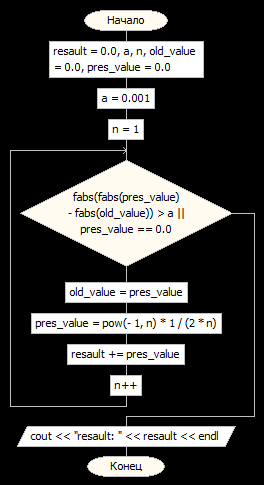 Начало
resault = 0.0, a, n, old_value
= 0.0, pres_value = 0.0
a = 0.001
n = 1
fabs(fabs(pres_value)
- fabs(old_value)) > a ||
pres_value == 0.0
old_value = pres_value
pres_value = pow(- 1, n) * 1 / (2 * n)
resault += pres_value
n++
cout << "resault: " << resault << endl
Конец